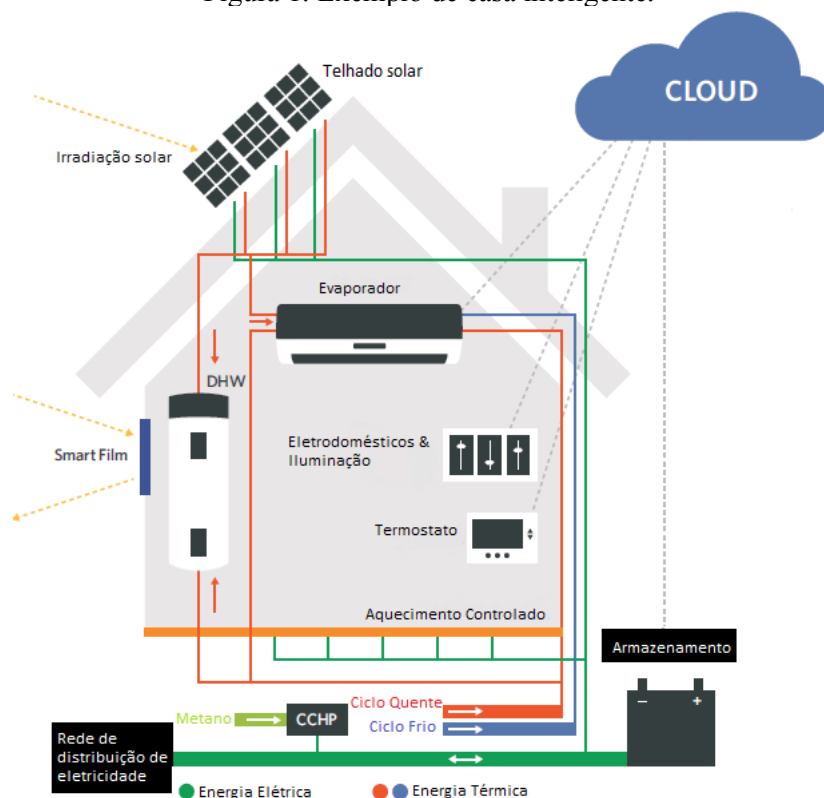 Figura 1: Exemplo de casa inteligente.
Telhado solar
CLOUD
Irradiação solar
Evaporador
DHW
Eletrodomésticos &
Iluminação
Smart Film
Termostato
Aquecimento Controlado
Armazenamento
Ciclo Quente
Metano
CCHP
Ciclo Frio
Rede de
distribuição de
eletricidade
Energia Elétrica
Energia Térmica